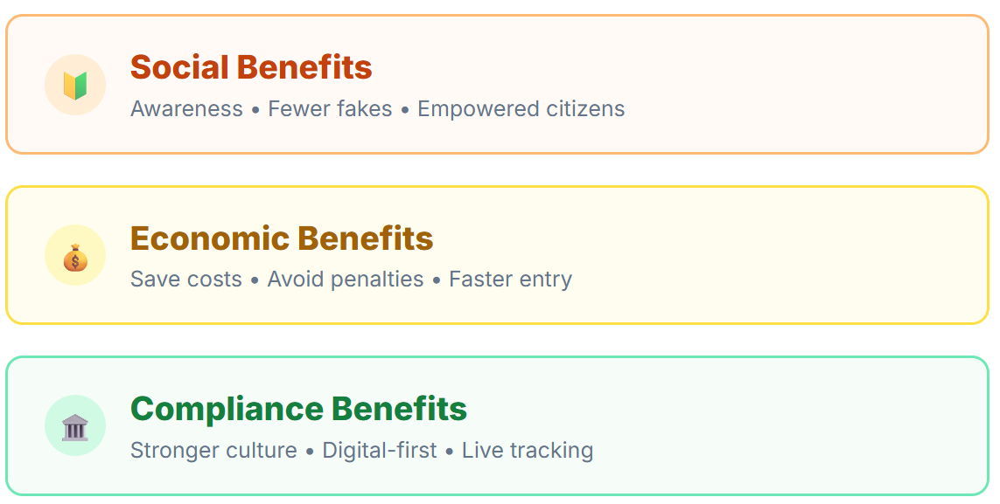 Social Benefits
Awareness • Fewer fakes • Empowered citizens
Economic Benefits
Save costs • Avoid penalties • Faster entry
Compliance Benefits
Stronger culture • Digital-first • Live tracking